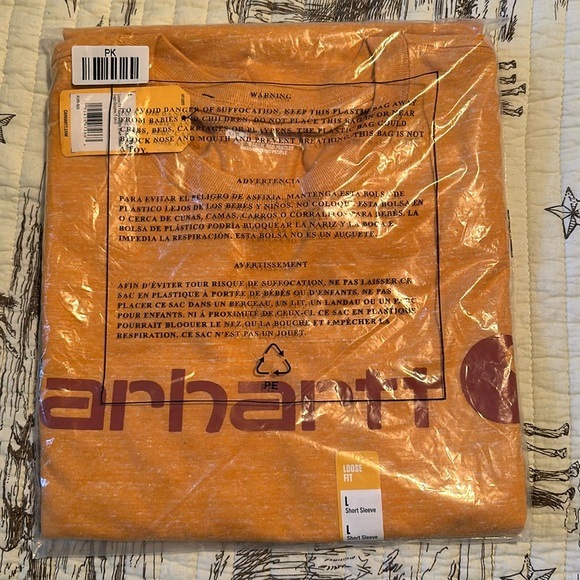 PK
WARNING
TO AVOID DANGER OF SUFFOCATION, KEEP THIS PLASTIC BAG AWAY
FROM BABIES AND CHILDREN. DO NOT PLACE THIS BAG IN OR NEAR
CRIBS, BEDS, CARRIAGES OR PLAYPENS. THE PLASTIC BAG COULD
BLOCK NOSE AND MOUTH AND PREVENT BREATHING. THIS BAG IS NOT
A TOY.
ADVERTENCIA
PARA EVITAR EL PELIGRO DE ASFIXIA, MANTENGA ESTA BOLSA DE
PLASTICO LEJOS DE LOS BEBES Y NIÑOS. NO COLOQUE ESTA BOLSA EN
O CERCA DE CUNAS, CAMAS, CARROS O CORRALITOS PARA BEBES. LA
BOLSA DE PLÁSTICO PODRÍA BLOQUEAR LA NARIZ Y LA BOCA E
IMPEDIA LA RESPIRACIÓN. ESTA BOLSA NO ES UN JUGUETE.
AVERTISSEMENT
AFIN D'ÉVITER TOUR RISQUE DE SUFFOCATION, NE PAS LAISSER CE
SAC EN PLASTIQUE À PORTÉE DE BÉBÉS OU D'ENFANTS. NE PAS
PLACER CE SAC DANS UN BERCEAU, UN LIT, UN LANDAU OU UN PARC
POUR ENFANTS. NI À PROXIMITÉ DE CEUX-CI. CE SAC EN PLASTIQUE
POURRAIT BLOQUER LE NEZ OU LA BOUCHE ET EMPÊCHER LA
RESPIRATION. CE SAC N'EST PAS UN JOUET.
PE
arhartt
LOOSE
FIT
L
Short Sleeve
L
Short Sleeve